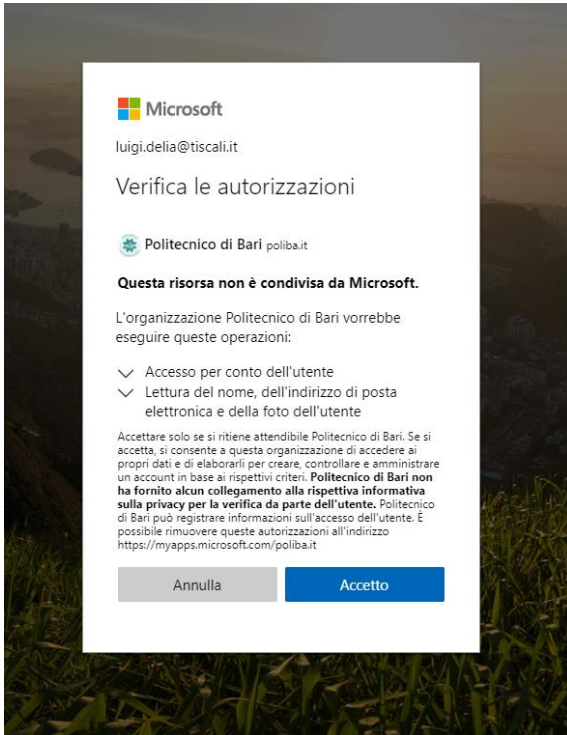 Microsoft
luigi.delia@tiscali.it
Verifica le autorizzazioni
Politecnico di Bari poliba.it
Questa risorsa non è condivisa da Microsoft.
L'organizzazione Politecnico di Bari vorrebbe
eseguire queste operazioni:
Accesso per conto dell'utente
Lettura del nome, dell'indirizzo di posta
elettronica e della foto dell'utente
Accettare solo se si ritiene attendibile Politecnico di Bari. Se si
accetta, si consente a questa organizzazione di accedere ai
propri dati e di elaborarli per creare, controllare e amministrare
un account in base ai rispettivi criteri. Politecnico di Bari non
ha fornito alcun collegamento alla rispettiva informativa
sulla privacy per la verifica da parte dell'utente. Politecnico
di Bari può registrare informazioni sull'accesso dell'utente. È
possibile rimuovere queste autorizzazioni all'indirizzo
https://myapps.microsoft.com/poliba.it
Annulla
Accetto